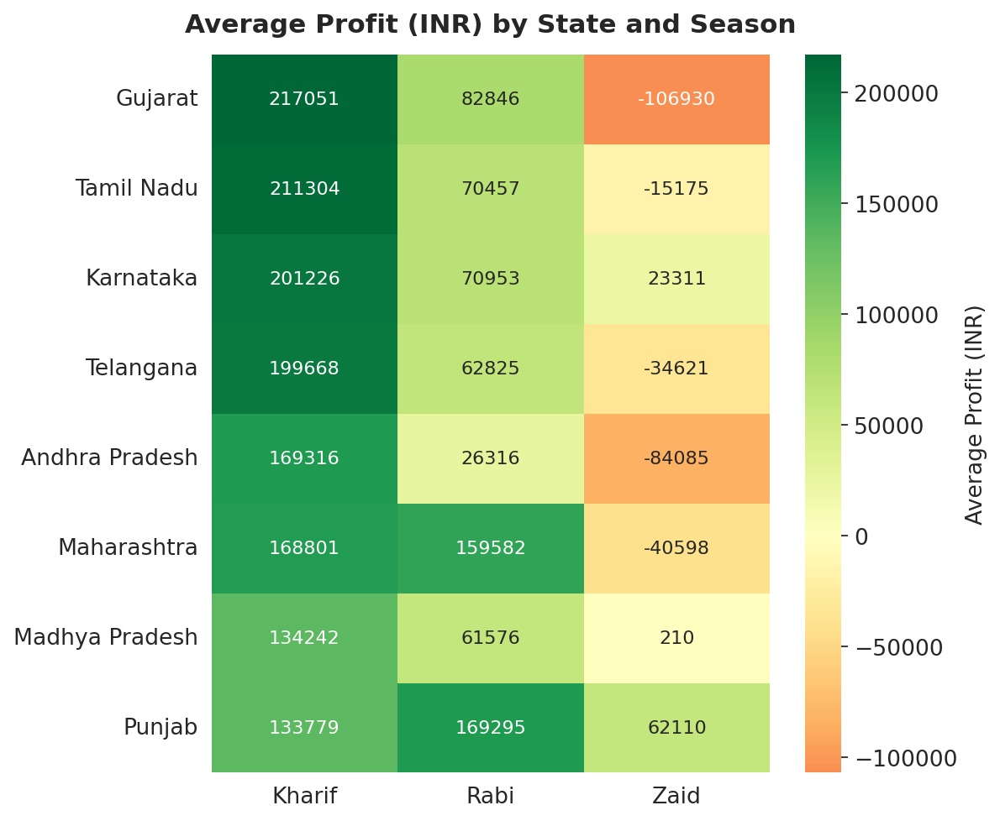 Average Profit (INR) by State and Season
Gujarat 217051 82846 -106930
Tamil Nadu 211304 70457 -15175
Karnataka 201226 70953 23311
Telangana 199668 62825 -34621
Andhra Pradesh 169316 26316 -84085
Maharashtra 168801 159582 -40598
Madhya Pradesh 134242 61576 210
Punjab 133779 169295 62110
Kharif Rabi Zaid
200000
150000
100000
50000
0
−50000
−100000
Average Profit (INR)